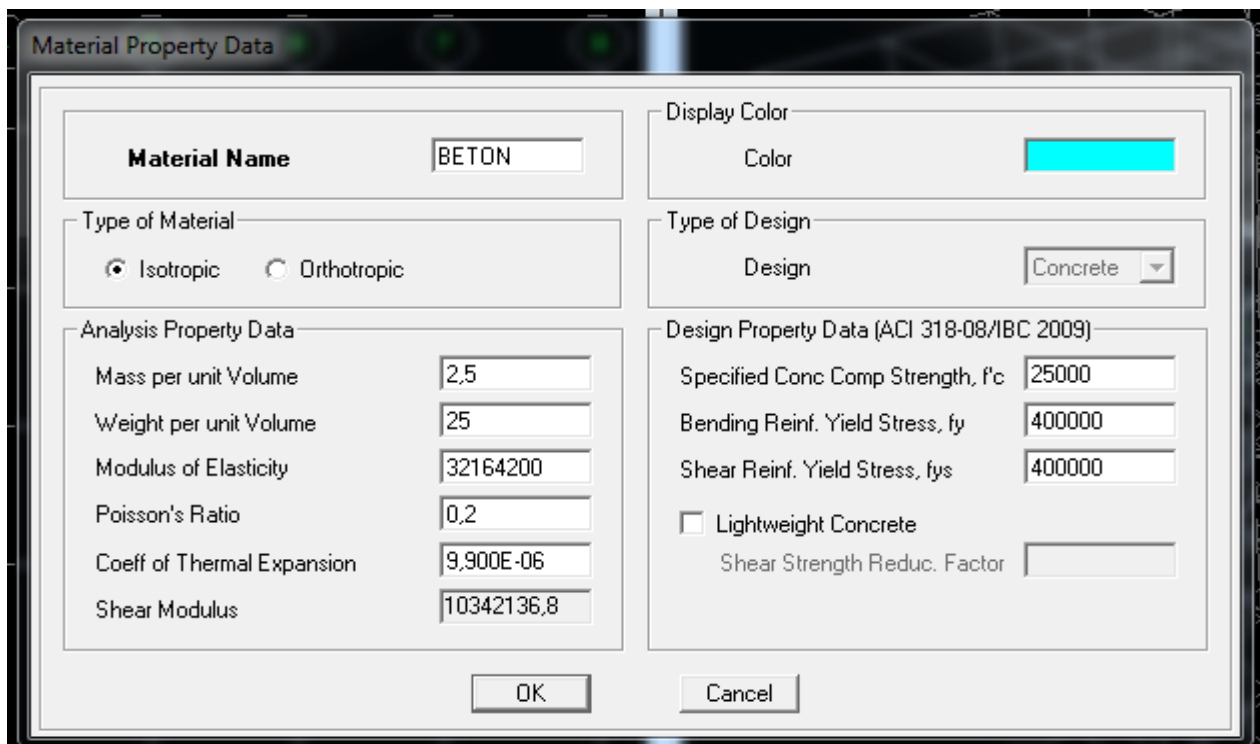 Material Property Data
Material Name BETON
Display Color
Color
Type of Material
Isotropic Orthotropic
Type of Design
Design Concrete
Analysis Property Data
Mass per unit Volume 2,5
Weight per unit Volume 25
Modulus of Elasticity 32164200
Poisson's Ratio 0,2
Coeff of Thermal Expansion 9,900E-06
Shear Modulus 10342136,8
Design Property Data (ACI 318-08/IBC 2009)
Specified Conc Comp Strength, f'c 25000
Bending Reinf. Yield Stress, fy 400000
Shear Reinf. Yield Stress, fys 400000
Lightweight Concrete
Shear Strength Reduc. Factor
OK Cancel